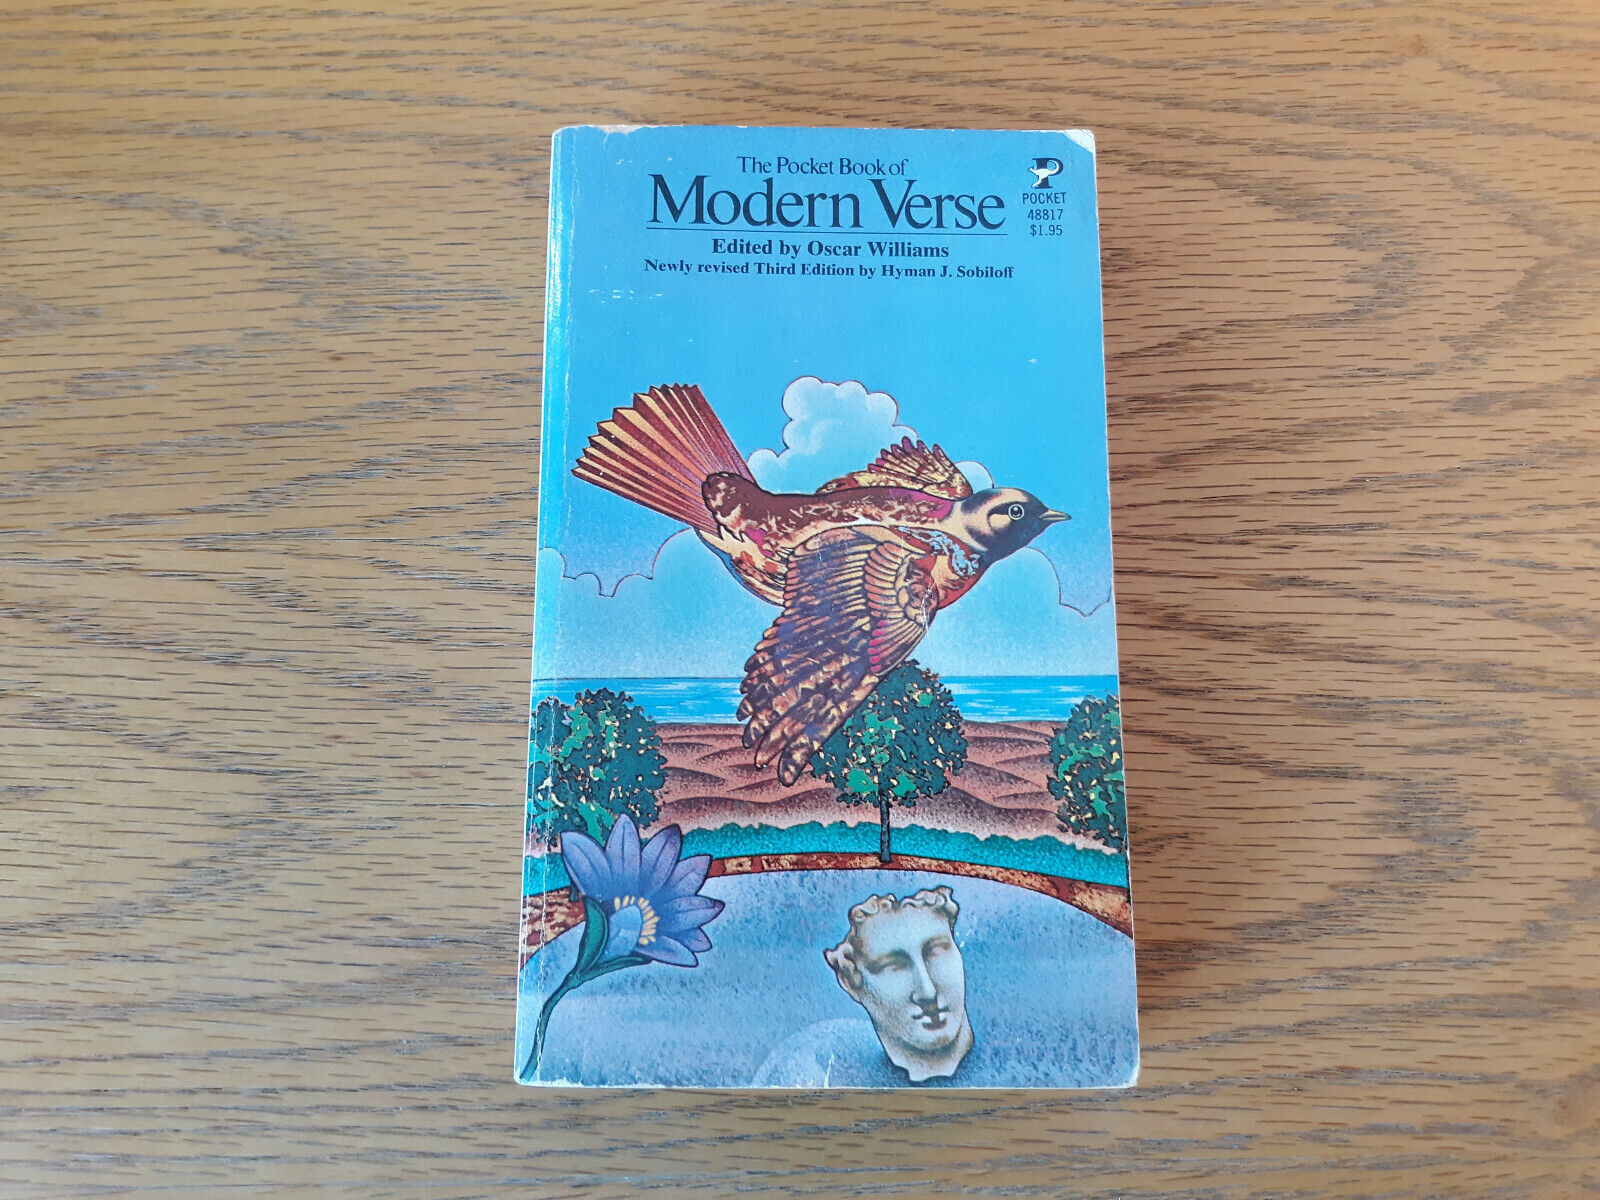 The Pocket Book of
Modern Verse
Edited by Oscar Williams
Newly revised Third Edition by Hyman J. Sobiloff
P
POCKET
48817
$1.95